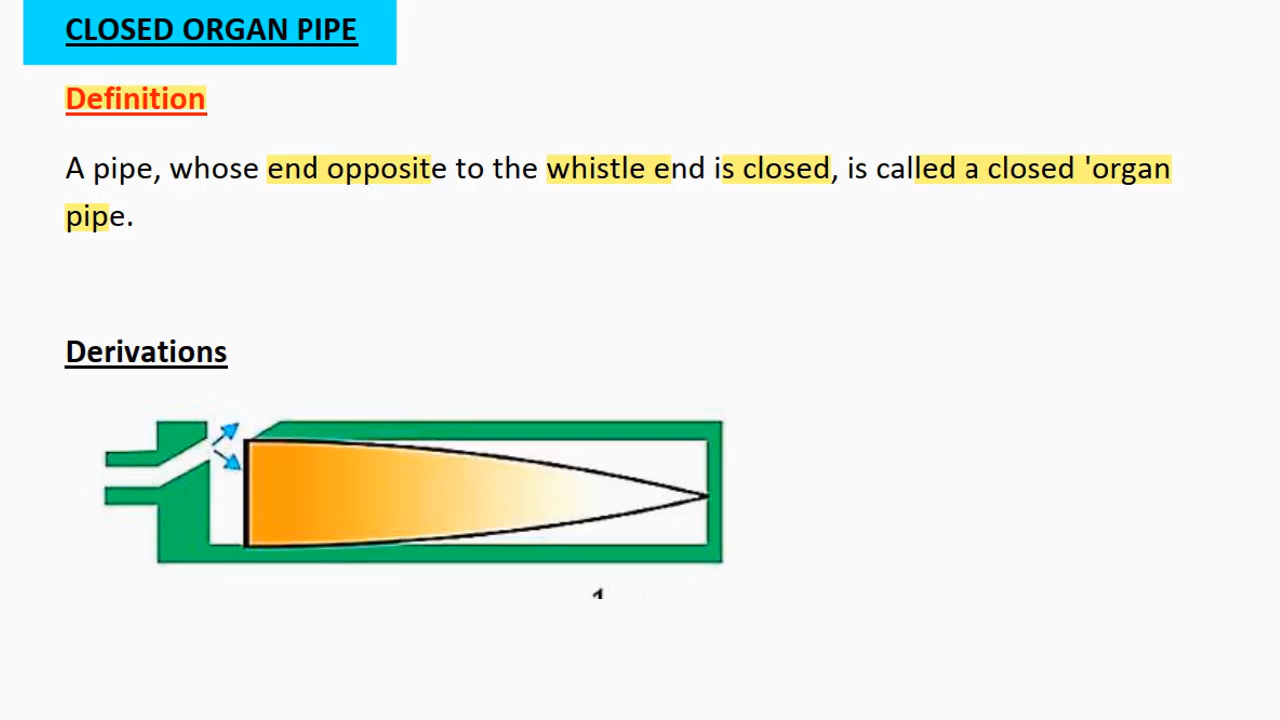 CLOSED ORGAN PIPE
Definition
A pipe, whose end opposite to the whistle end is closed, is called a closed 'organ
pipe.
Derivations